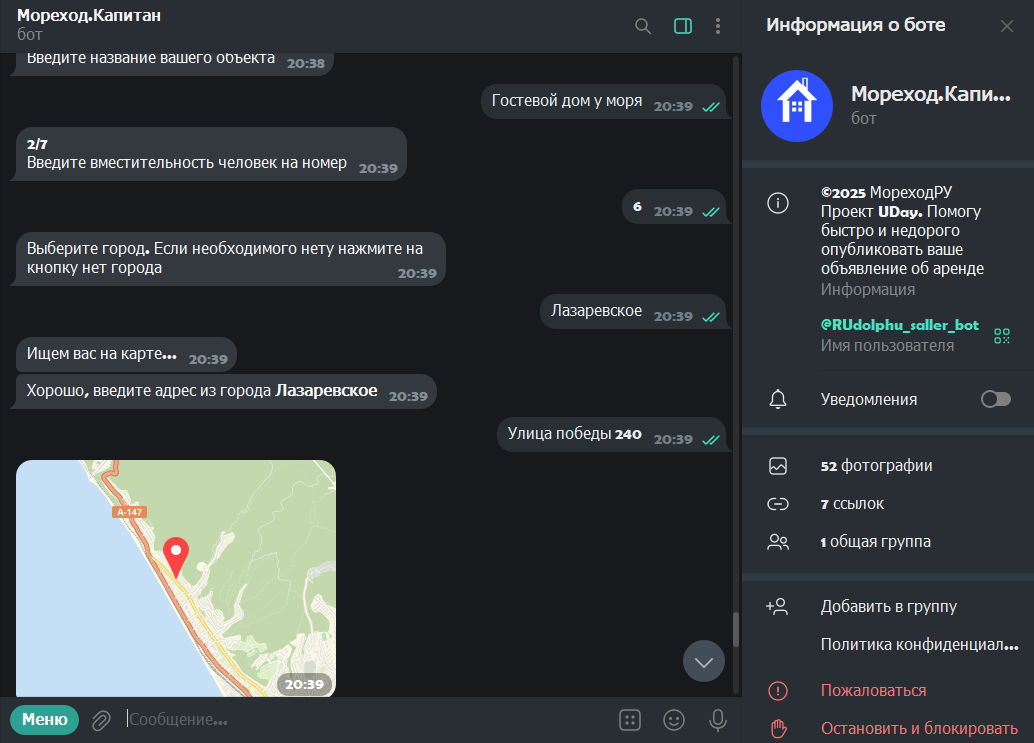 Мореход.Капитан
бот
Введите название вашего объекта 20:38
Гостевой дом у моря 20:39
2/7
Введите вместительность человек на номер 20:39
6 20:39
Выберите город. Если необходимого нету нажмите на
кнопку нет города 20:39
Лазаревское 20:39
Ищем вас на карте... 20:39
Хорошо, введите адрес из города Лазаревское 20:39
Улица победы 240 20:39
А-147
20:39
Меню
Сообщение...
Информация о боте
Мореход.Капи...
бот
©2025 МореходРУ
Проект UDay. Помогу
быстро и недорого
опубликовать ваше
объявление об аренде
Информация
@RUdolphu_saller_bot
Имя пользователя
Уведомления
52 фотографии
7 ссылок
1 общая группа
Добавить в группу
Политика конфиденциал...
Пожаловаться
Остановить и блокировать